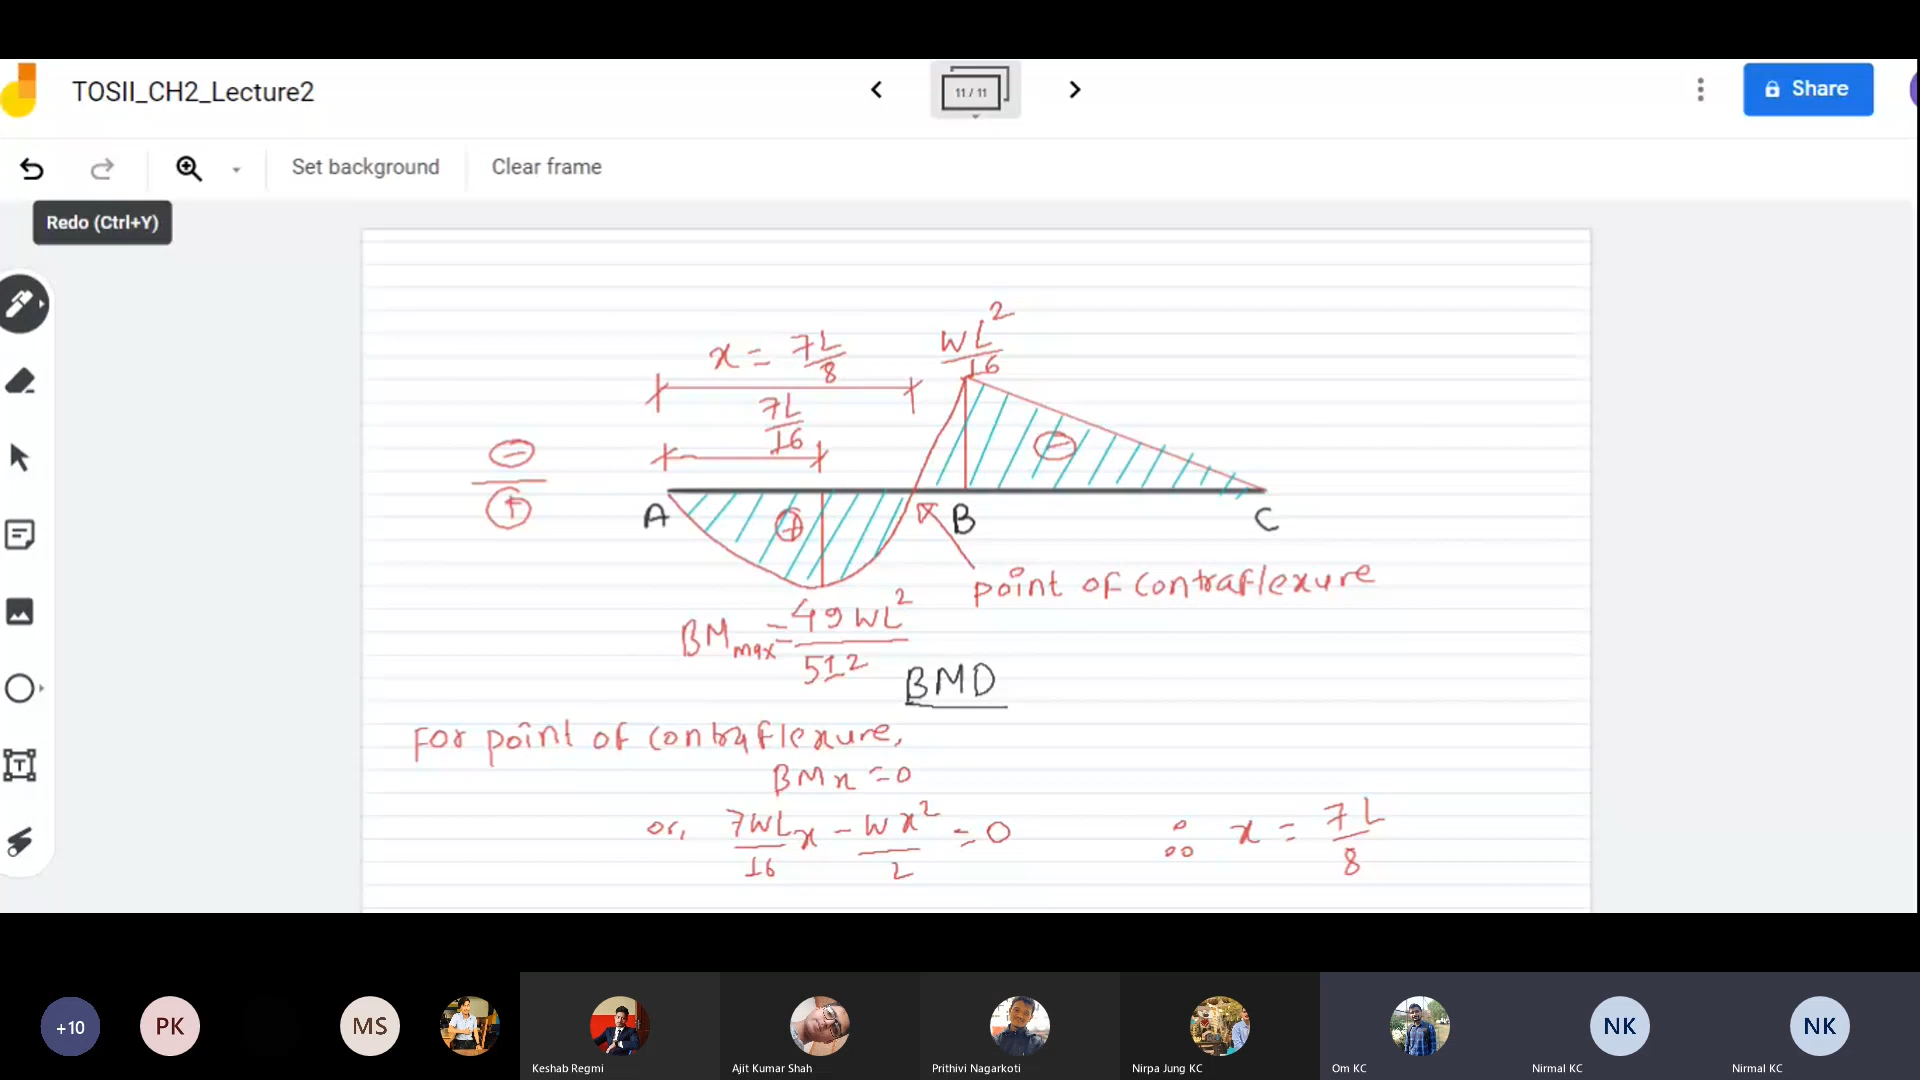 TOSII_CH2_Lecture2
11 / 11
Share
Set background
Clear frame
Redo (Ctrl+Y)
x = 7L/8
WL²/16
7L/16
⊖
⊕
⊖
⊕
A
B
C
point of contraflexure
BMmax = 49WL²/512
BMD
For point of contraflexure,
BMx = 0
or, 7WL/16 x - Wx²/2 = 0 ∴ x = 7L/8
+10
PK
MS
NK
NK
Keshab Regmi
Ajit Kumar Shah
Prithivi Nagarkoti
Nirpa Jung KC
Om KC
Nirmal KC
Nirmal KC